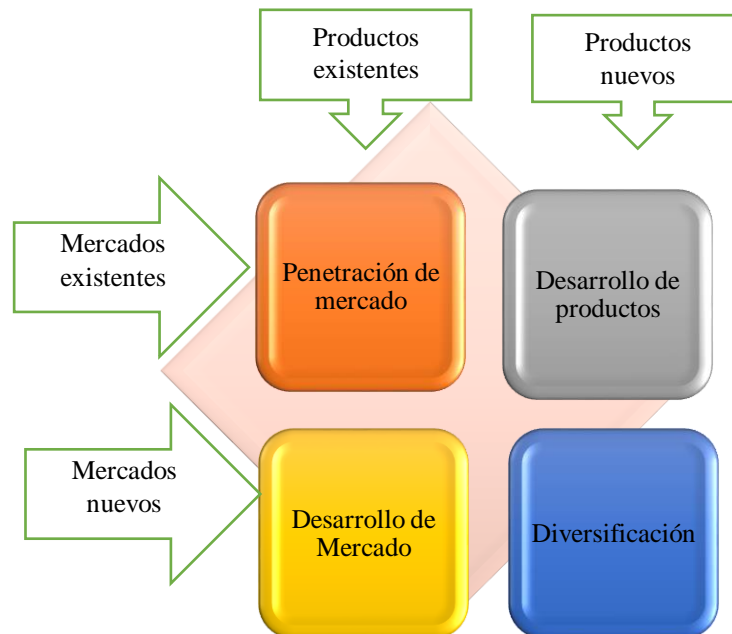 Productos
existentes
Productos
nuevos
Mercados
existentes
Penetración de
mercado
Desarrollo de
productos
Mercados
nuevos
Desarrollo de
Mercado
Diversificación